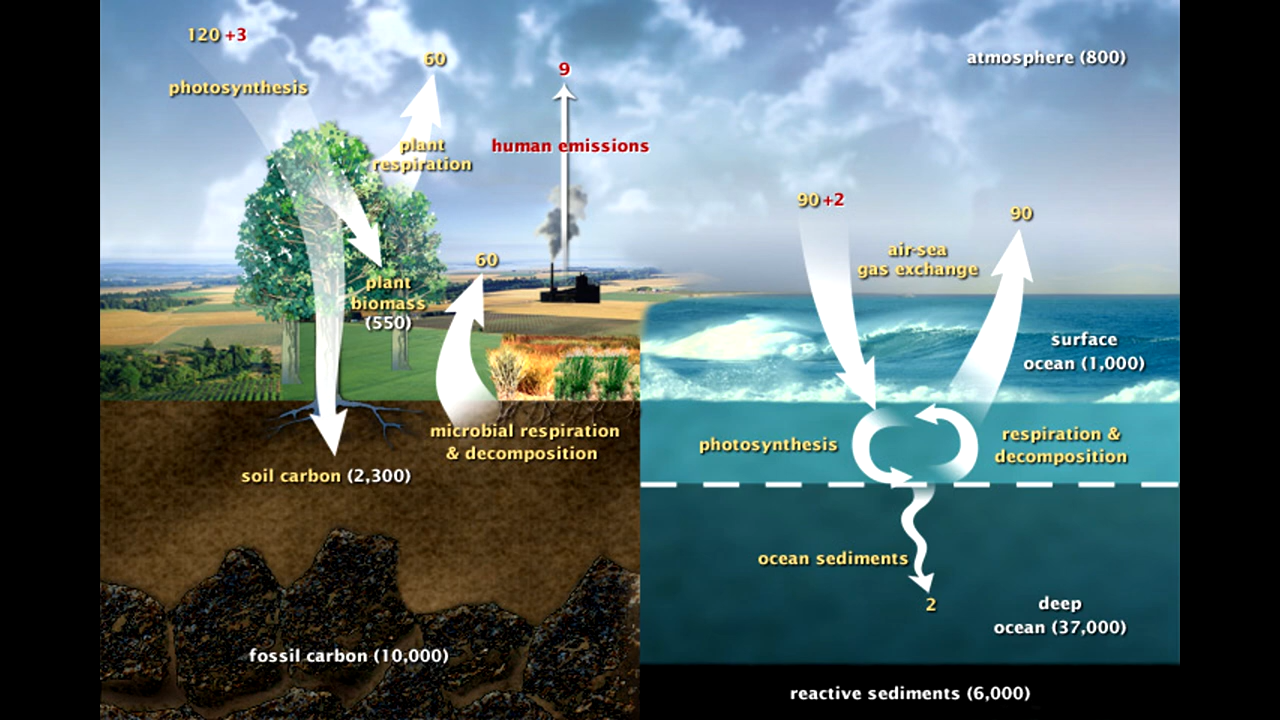 120 +3
photosynthesis
60
plant
respiration
9
human emissions
atmosphere (800)
90 +2
90
air-sea
gas exchange
60
plant
biomass
(550)
surface
ocean (1,000)
microbial respiration
& decomposition
soil carbon (2,300)
photosynthesis
respiration &
decomposition
ocean sediments
2
deep
ocean (37,000)
fossil carbon (10,000)
reactive sediments (6,000)